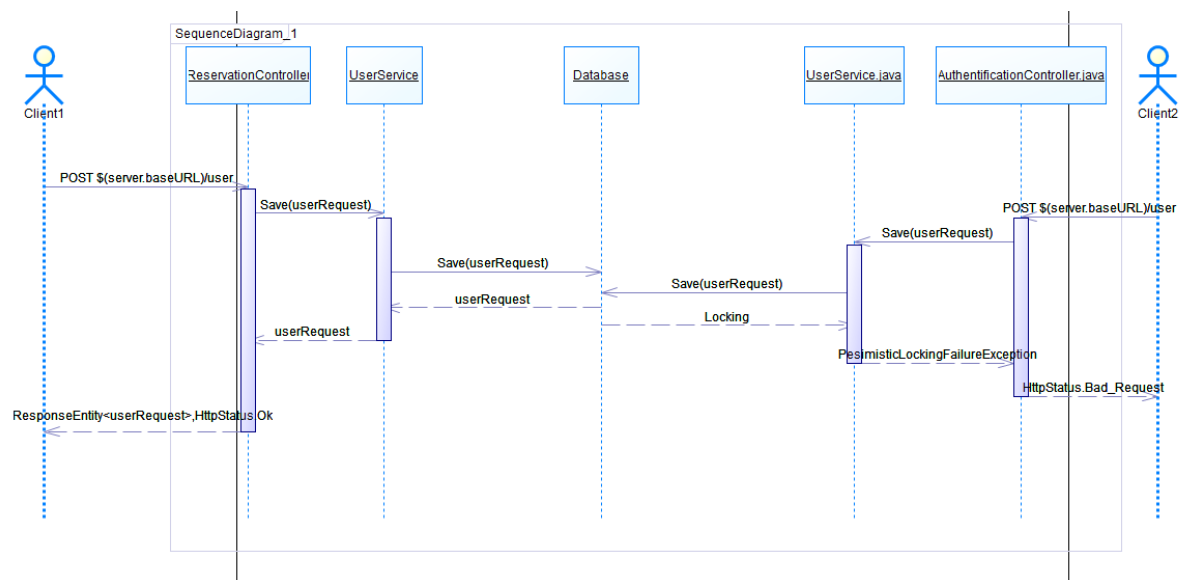 SequenceDiagram_1
ReservationController
UserService
Database
UserService.java
AuthentificationController.java
Client1
Client2
POST $(server.baseURL)/user
Save(userRequest)
POST $(server.baseURL)/user
Save(userRequest)
Save(userRequest)
Save(userRequest)
userRequest
Locking
userRequest
PesimisticLockingFailureException
HttpStatus.Bad_Request
ResponseEntity<userRequest>,HttpStatus.Ok